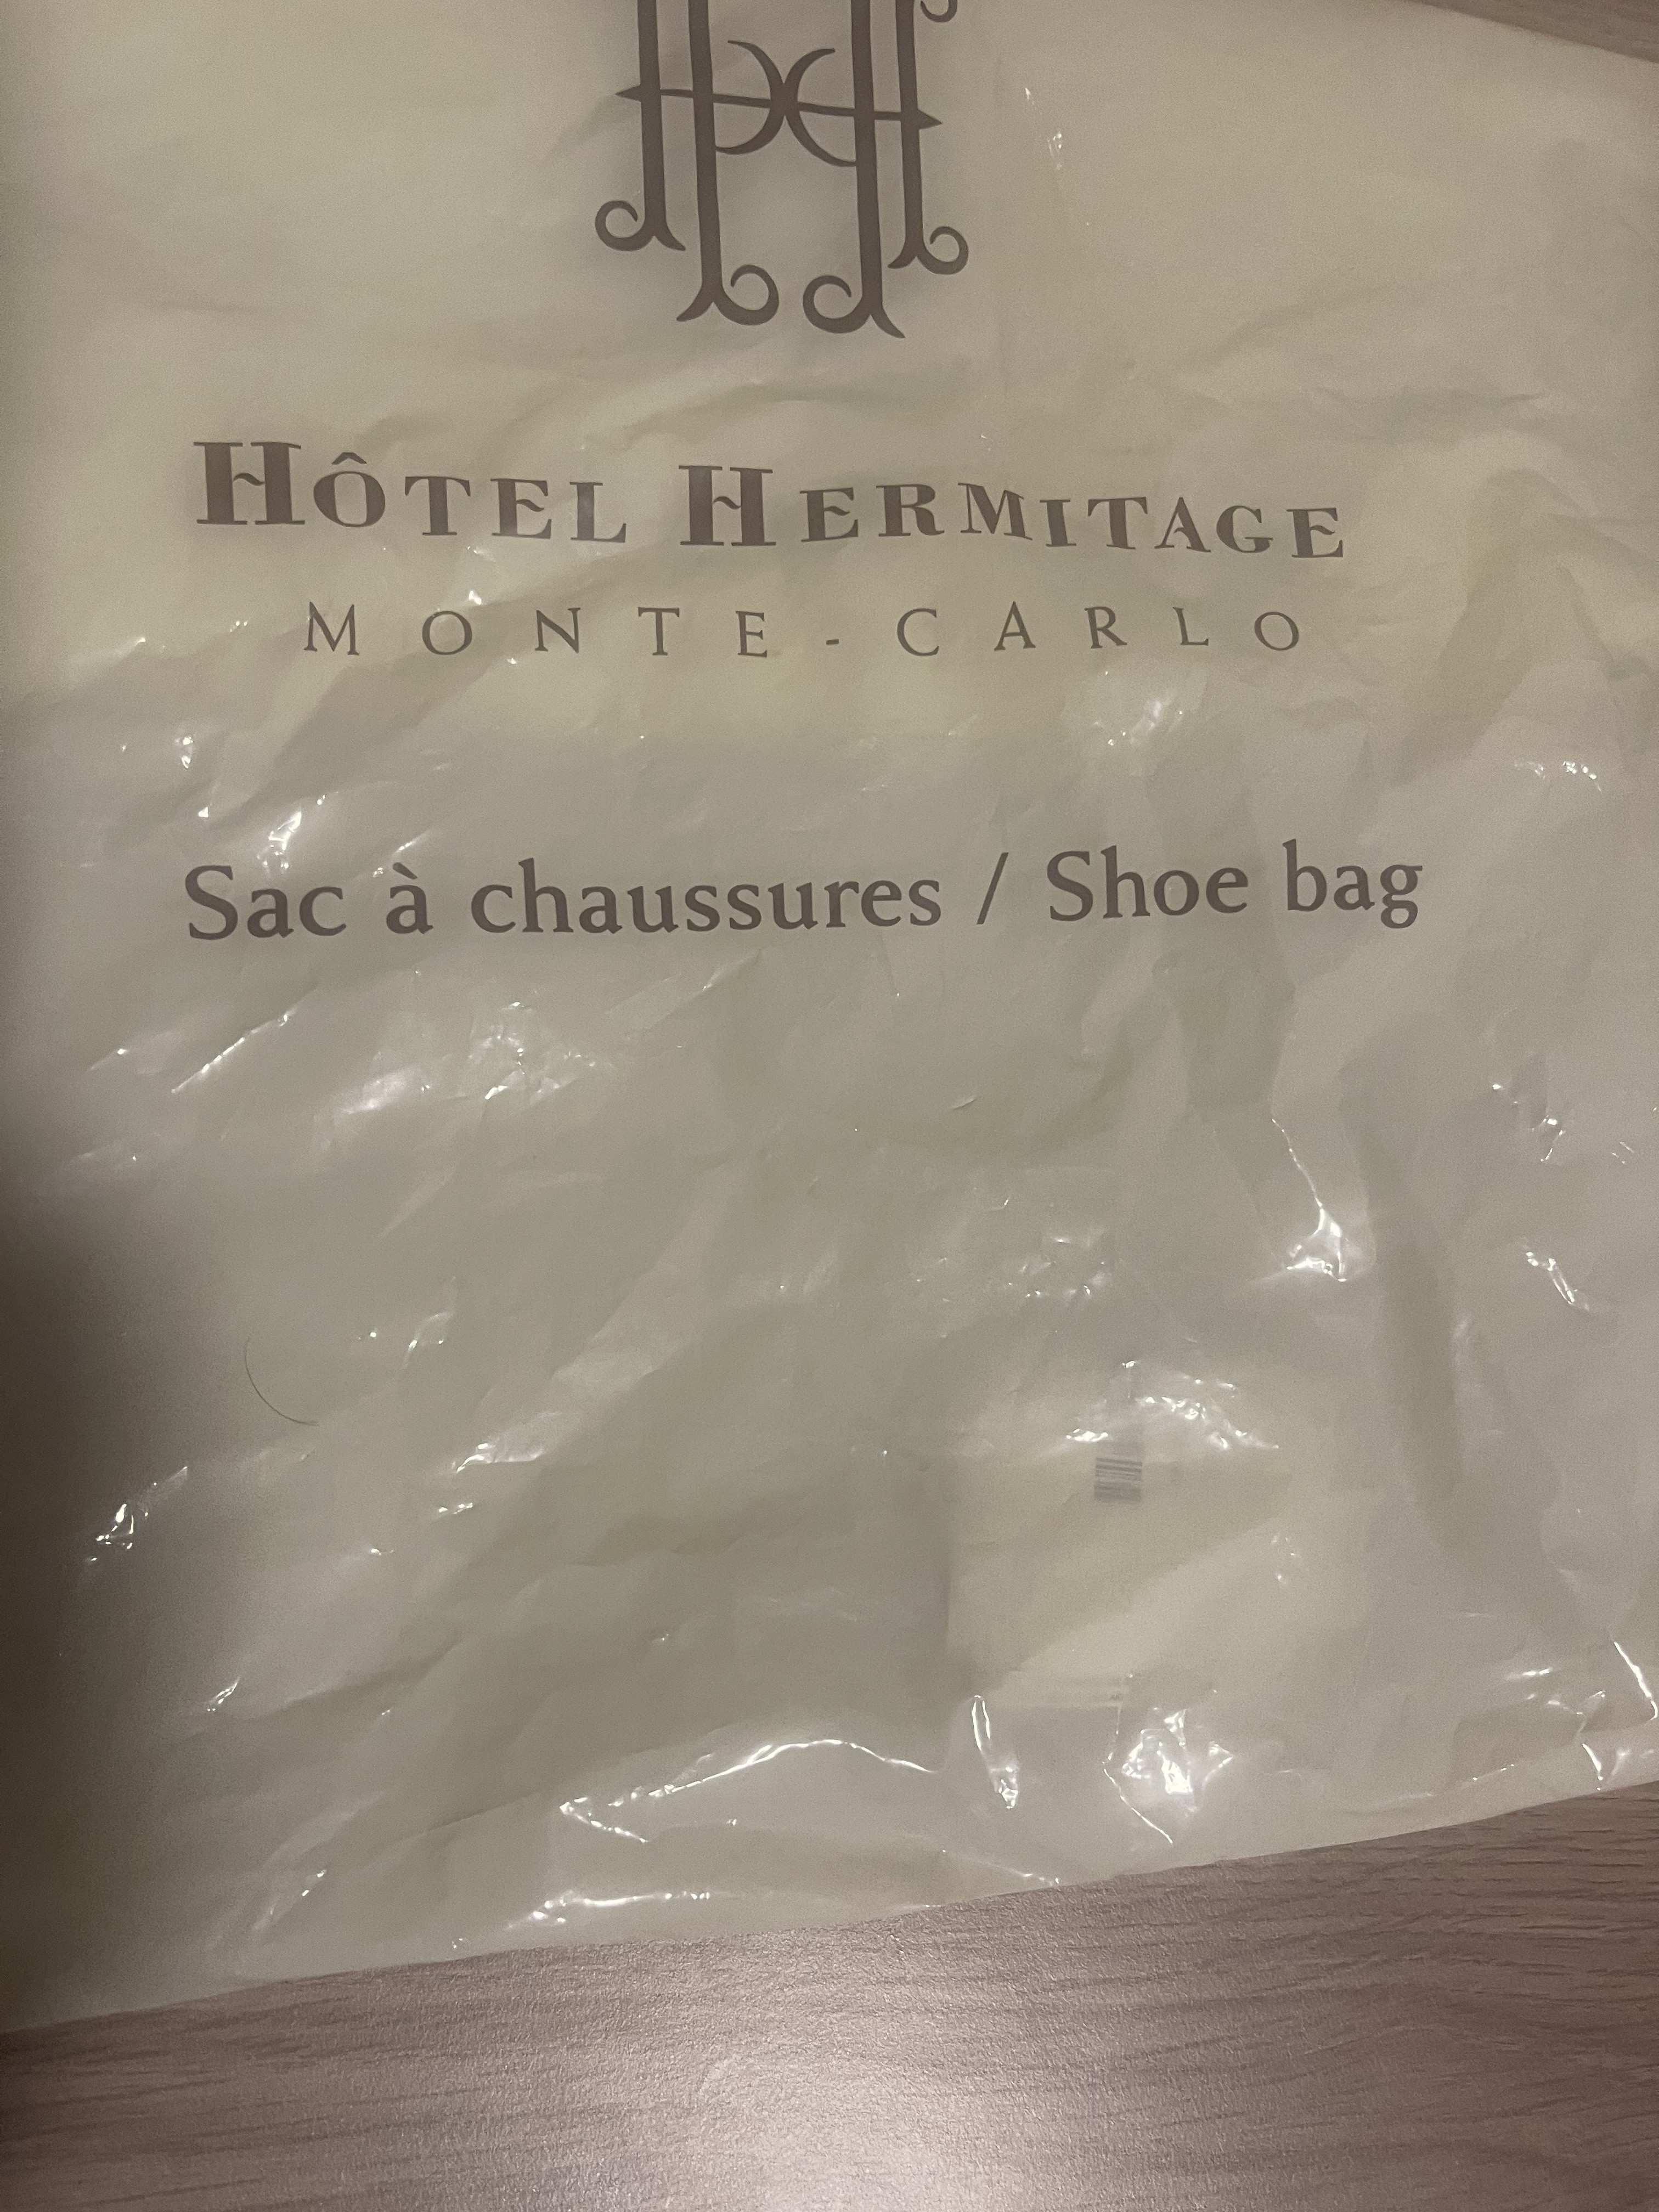 HÔTEL HERMITAGE
MONTE-CARLO
Sac à chaussures / Shoe bag